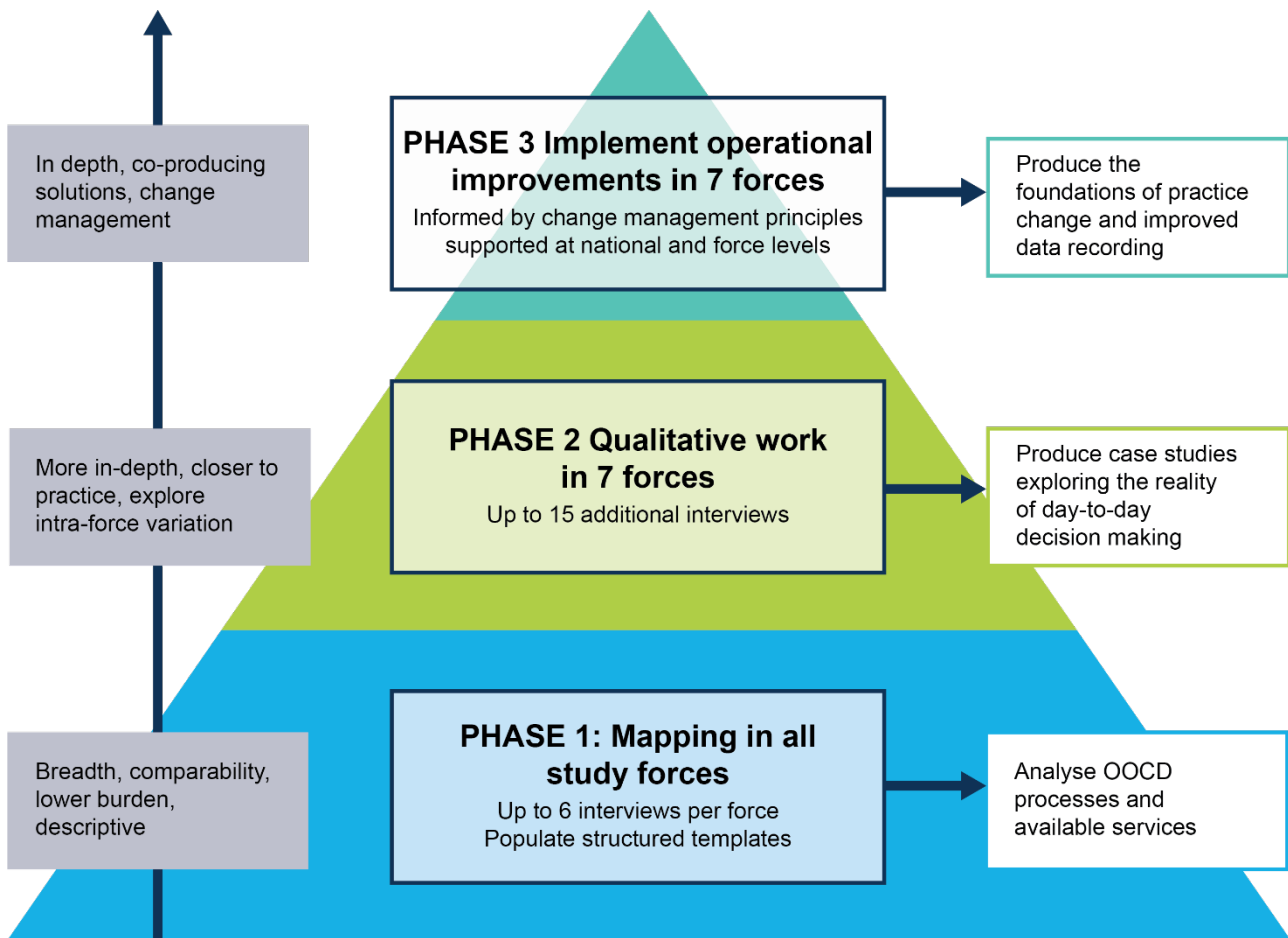 In depth, co-producing
solutions, change
management
PHASE 3 Implement operational
improvements in 7 forces
Informed by change management principles
supported at national and force levels
Produce the
foundations of practice
change and improved
data recording
More in-depth, closer to
practice, explore
intra-force variation
PHASE 2 Qualitative work
in 7 forces
Up to 15 additional interviews
Produce case studies
exploring the reality
of day-to-day
decision making
Breadth, comparability,
lower burden,
descriptive
PHASE 1: Mapping in all
study forces
Up to 6 interviews per force
Populate structured templates
Analyse OOCD
processes and
available services